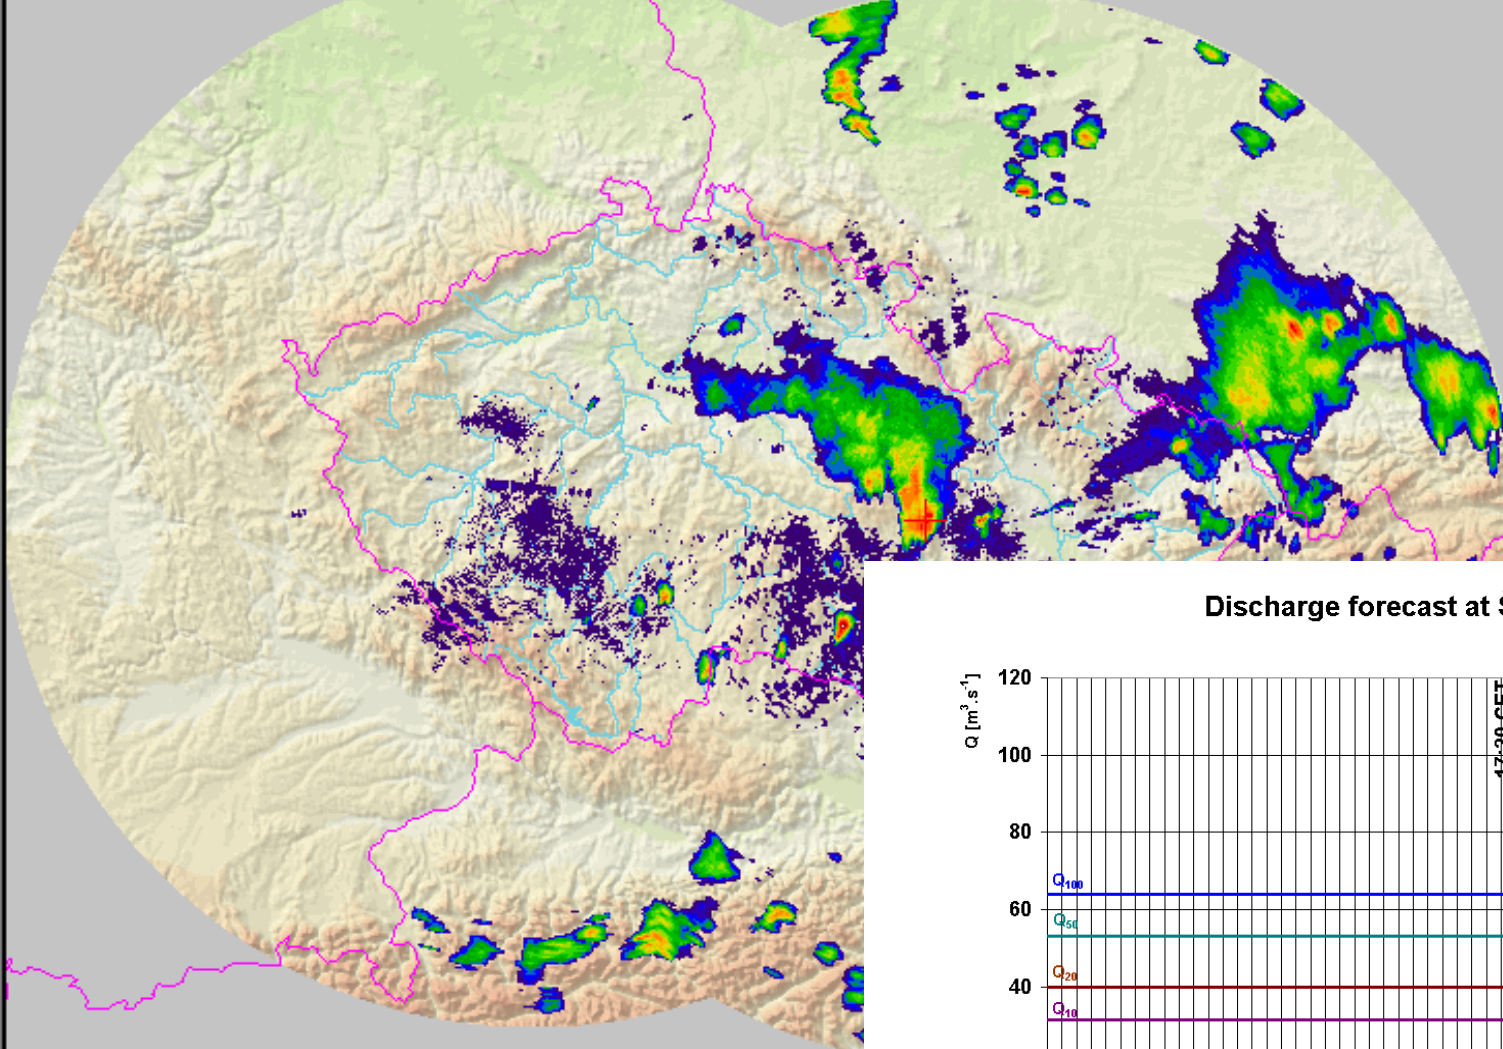 Discharge forecast at
Q [m³.s⁻¹]
120
100
80
60
40
Q₁₀₀
Q₅₀
Q₂₀
Q₁₀